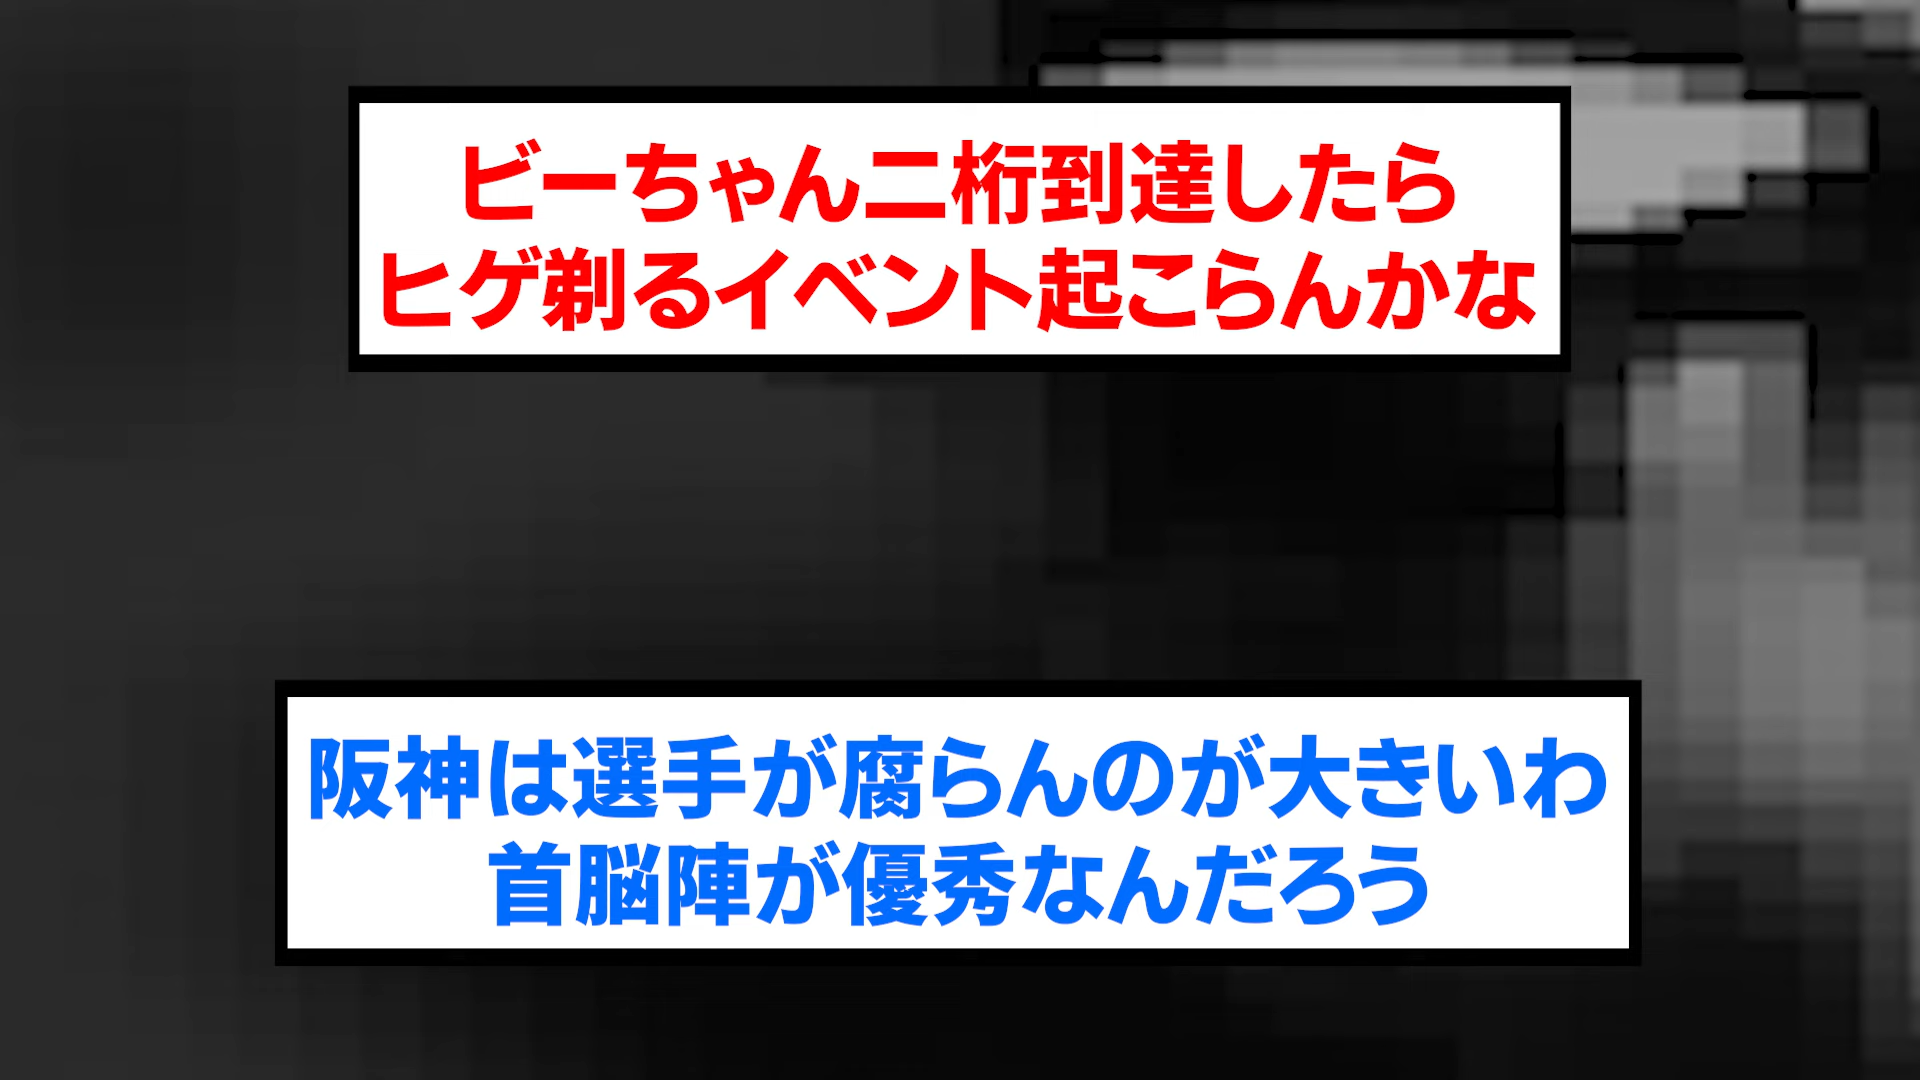 ビーちゃん二桁到達したら
ヒゲ剃るイベント起こらんかな
阪神は選手が腐らんのが大きいわ
首脳陣が優秀なんだろう